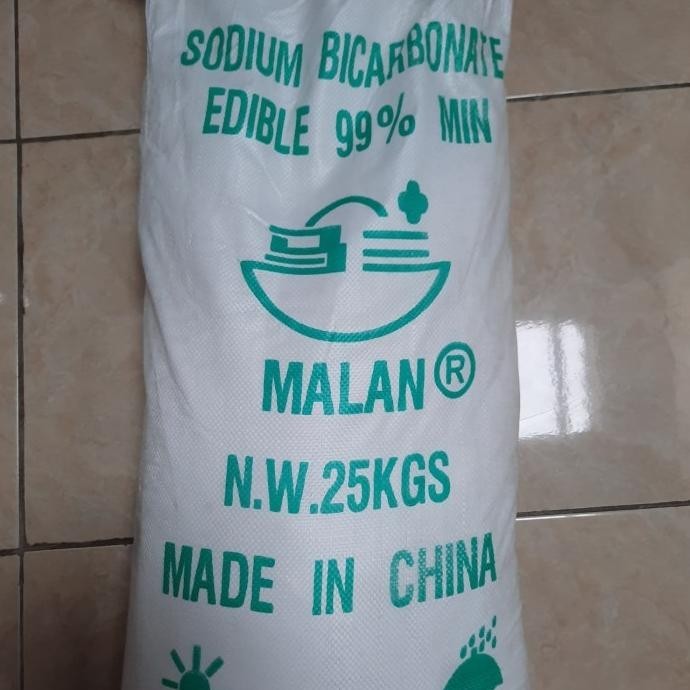 SODIUM BICARBONATE
EDIBLE 99% MIN
MALAN®
N.W.25KGS
MADE IN CHINA